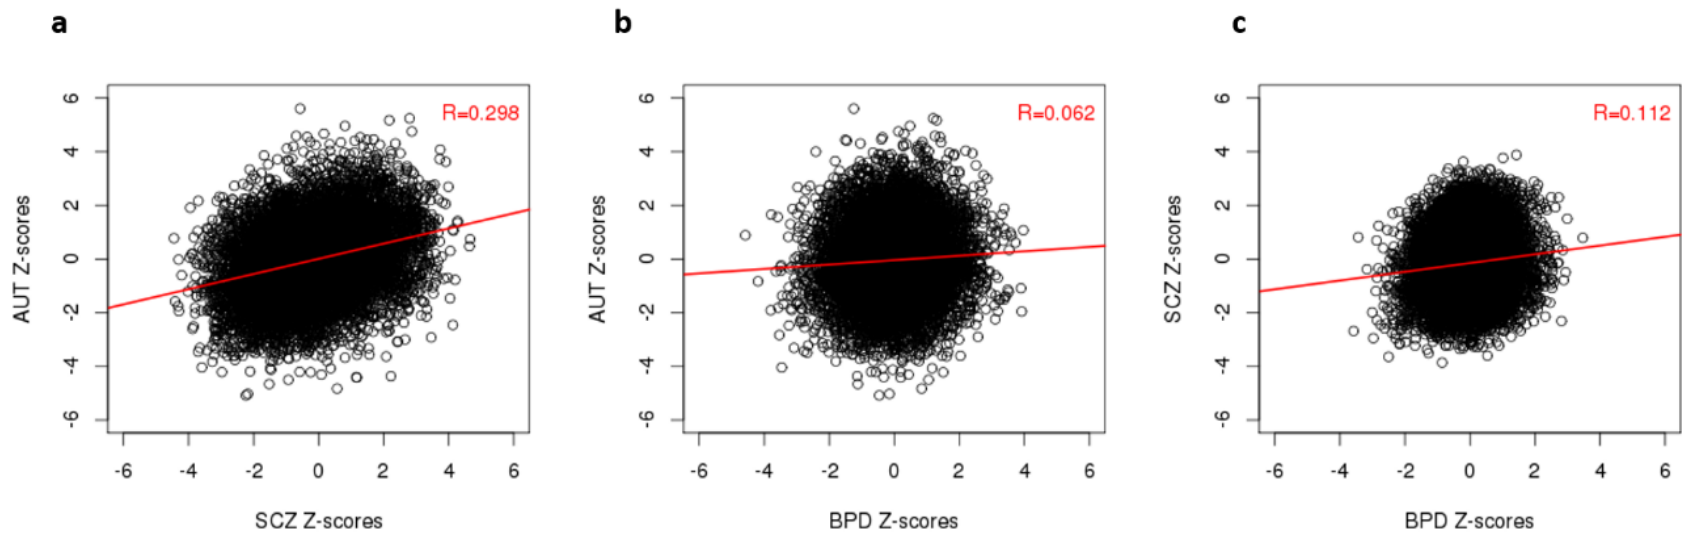 a
b
c
R=0.298
R=0.062
R=0.112
AUT Z-scores
6
4
2
0
-2
-4
-6
-6 -4 -2 0 2 4 6
SCZ Z-scores
AUT Z-scores
6
4
2
0
-2
-4
-6
-6 -4 -2 0 2 4 6
BPD Z-scores
SCZ Z-scores
6
4
2
0
-2
-4
-6
-6 -4 -2 0 2 4 6
BPD Z-scores